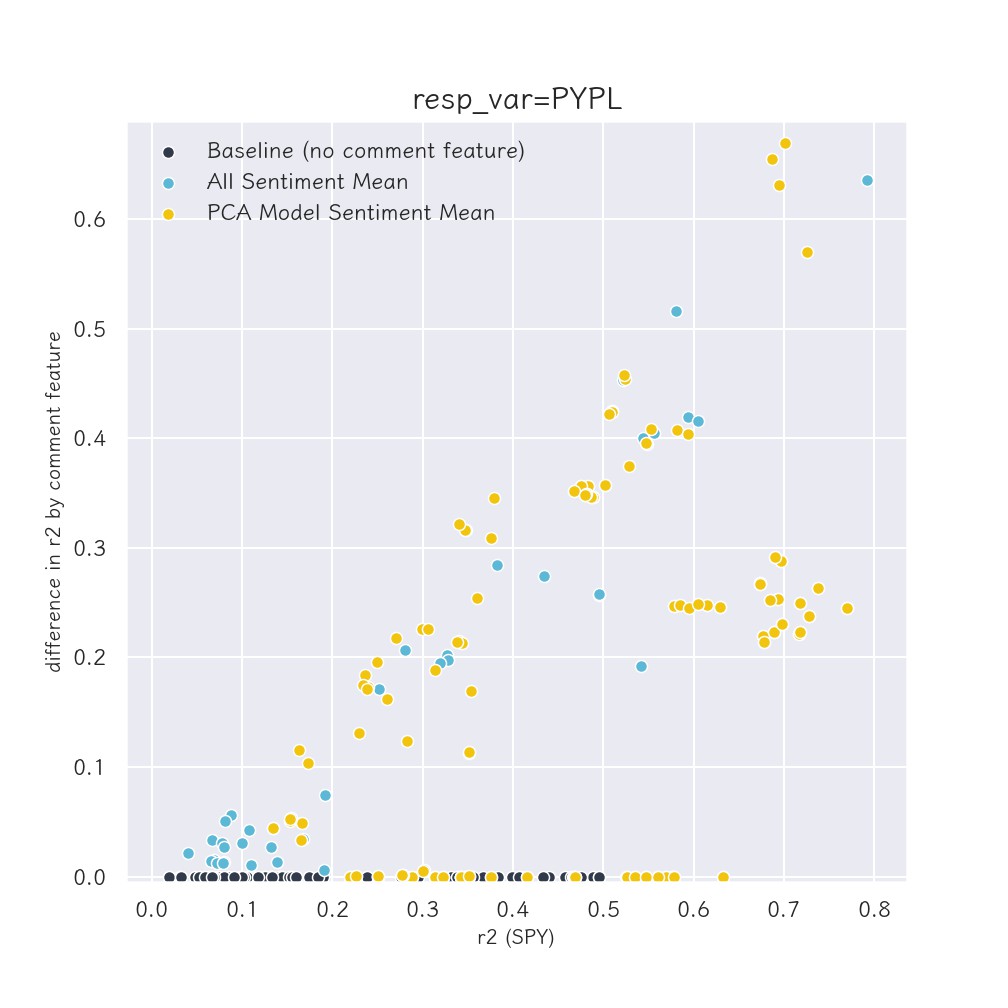 resp_var=PYPL
Baseline (no comment feature)
All Sentiment Mean
PCA Model Sentiment Mean
difference in r2 by comment feature
0.6
0.5
0.4
0.3
0.2
0.1
0.0
0.0 0.1 0.2 0.3 0.4 0.5 0.6 0.7 0.8
r2 (SPY)